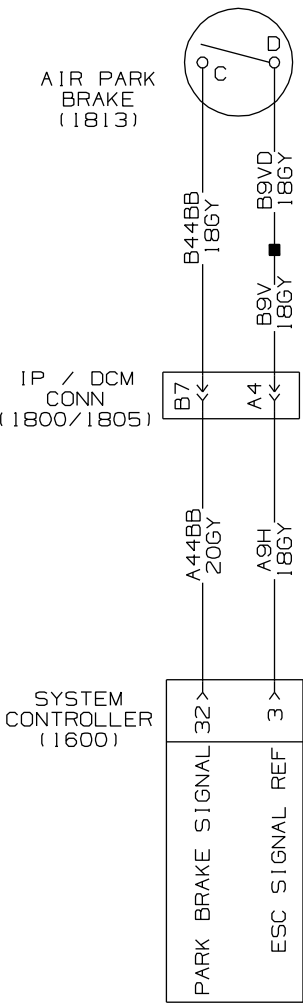 AIR PARK
BRAKE
(1813)
D
C
B44BB
18GY
B9VD
18GY
B9V
18GY
IP / DCM
CONN
(1800/1805)
B7
A4
A44BB
20GY
A9H
18GY
SYSTEM
CONTROLLER
(1600)
32
3
PARK BRAKE SIGNAL
ESC SIGNAL REF